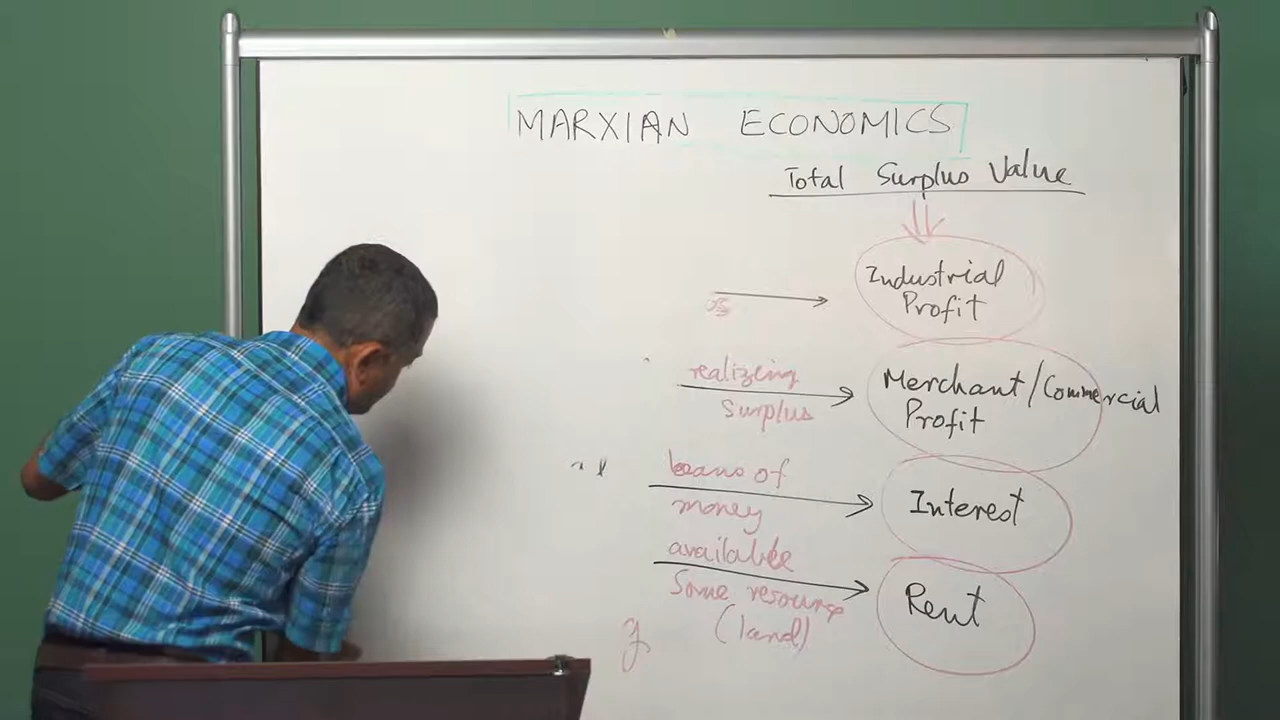 MARXIAN ECONOMICS
Total Surplus Value
Industrial
Profit
realizing
Surplus
Merchant/Commercial
Profit
loans of
money
Interest
available
Some resource
(land)
Rent